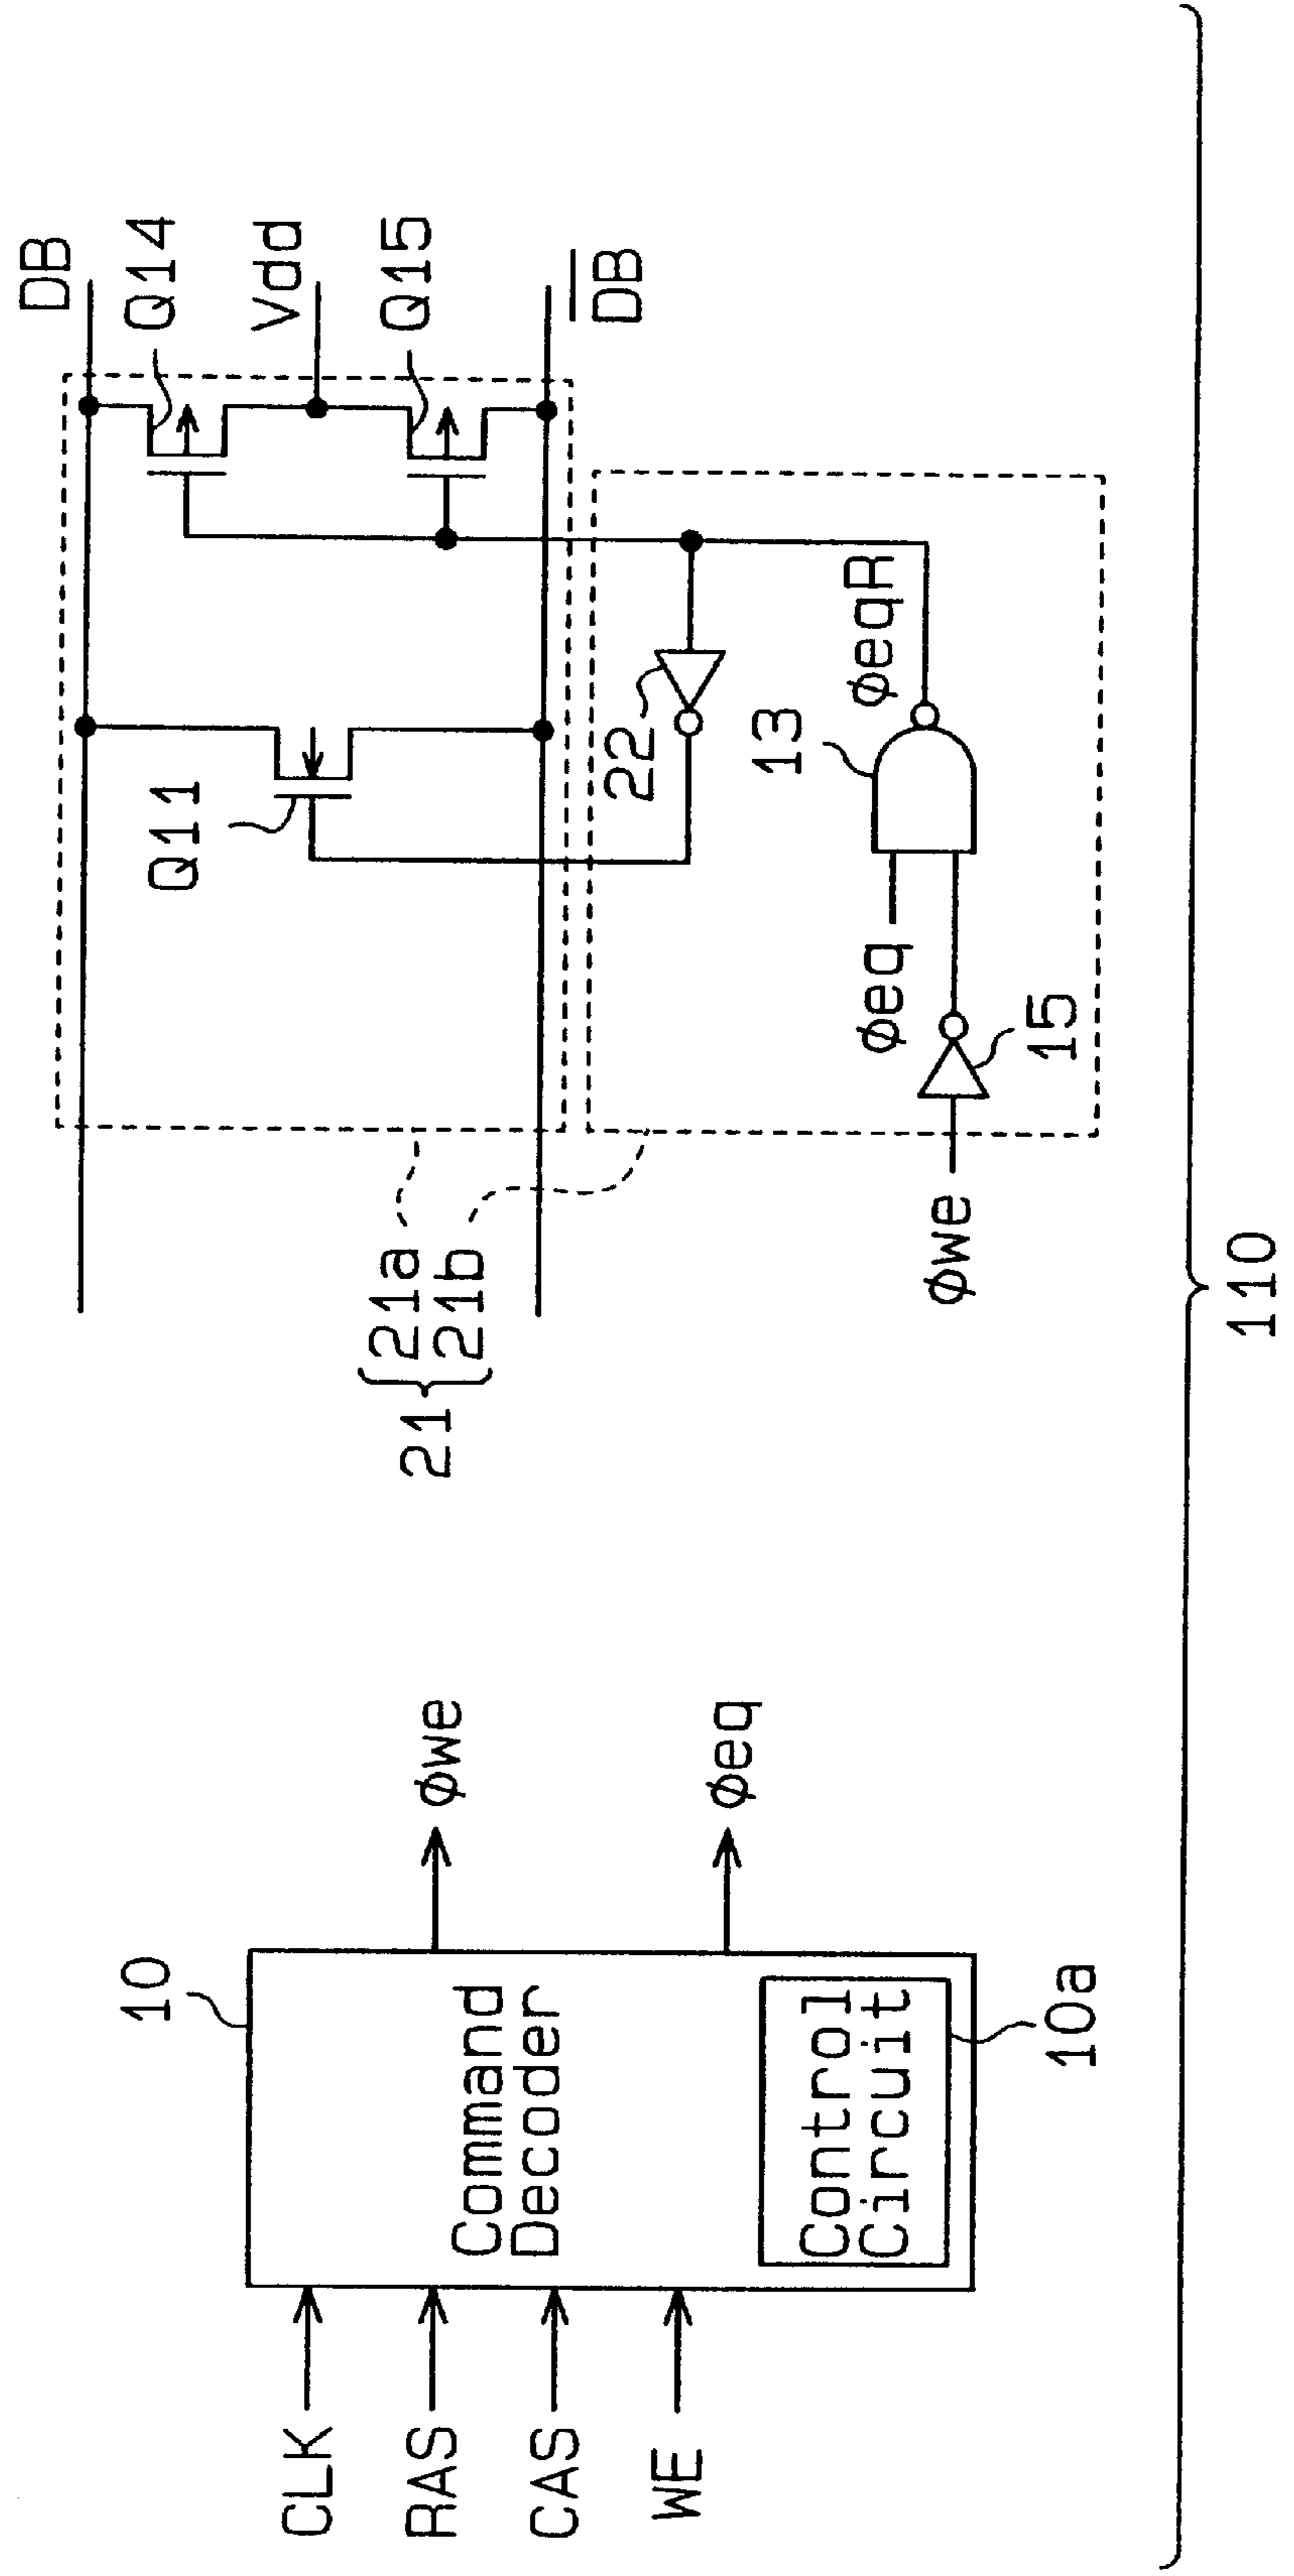 CLK
RAS
CAS
WE
10
Command
Decoder
Control
Circuit
10a
ϕwe
ϕeq
21
21a
21b
DB
Q11
Q14
Vdd
Q15
D̅B̅
22
13
ϕeqR
ϕeq
15
ϕwe
110